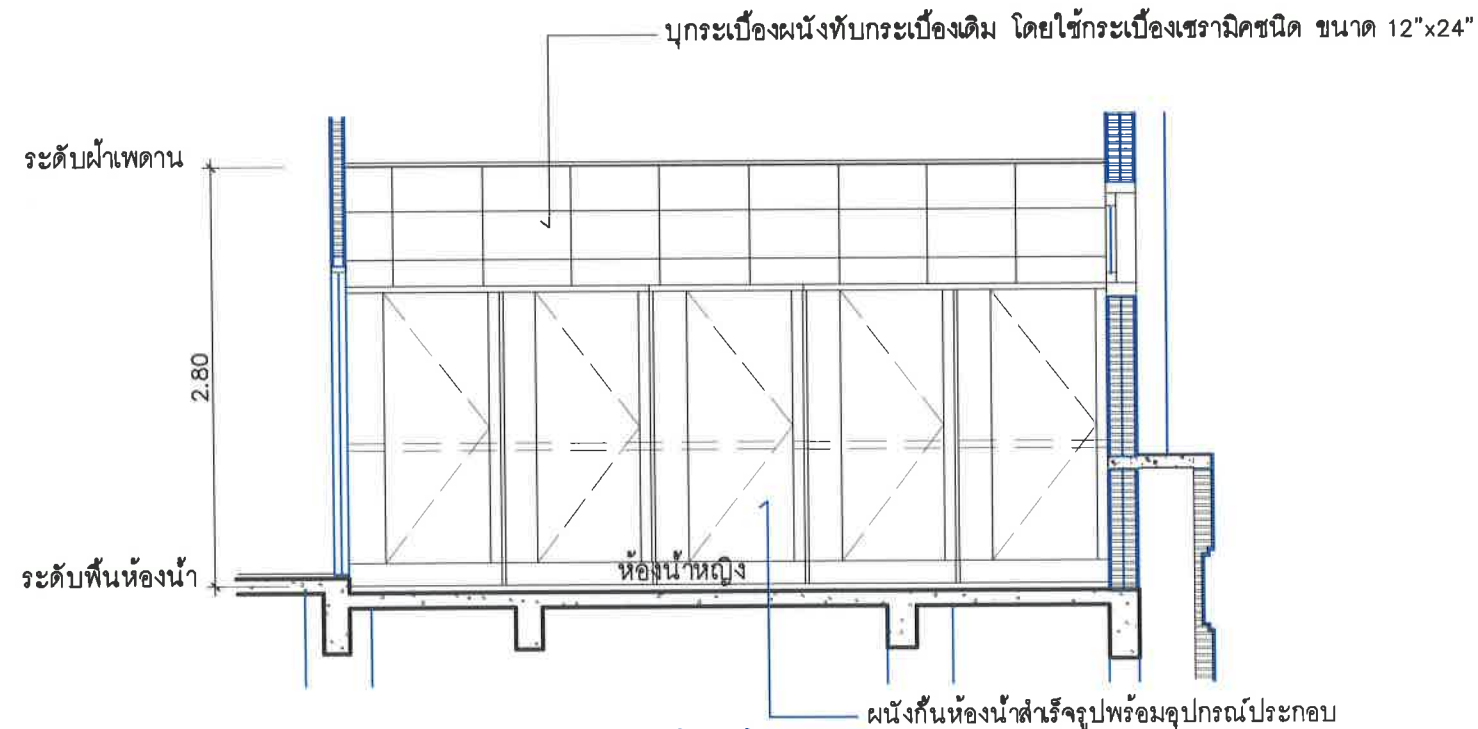 บุกระเบื้องผนังทับกระเบื้องเดิม โดยใช้กระเบื้องเซรามิคชนิด ขนาด 12"x24"
ระดับฝ้าเพดาน
2.80
ระดับพื้นห้องน้ำ
ห้องน้ำหญิง
ผนังกั้นห้องน้ำสำเร็จรูปพร้อมอุปกรณ์ประกอบ